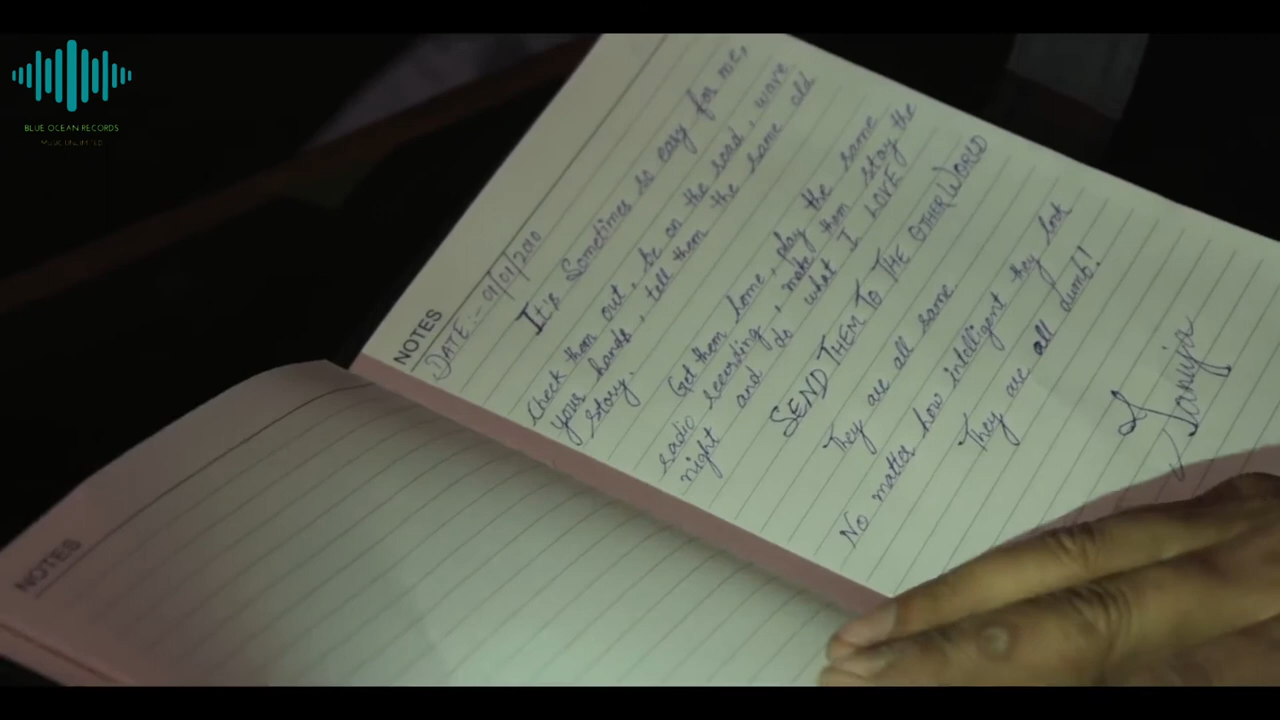 BLUE OCEAN RECORDS
MUSIC UNLIMITED
NOTES
NOTES
DATE:- 01/01/2010
It's Sometimes so easy for me,
Check them out, be on the road, wave
your hands, tell them the same old
story.
Get them home, play the same
radio recording, make them stay the
night and do what I LOVE!
SEND THEM TO THE OTHER WORLD
They are all same.
No matter how intelligent they look
They are all dumb!